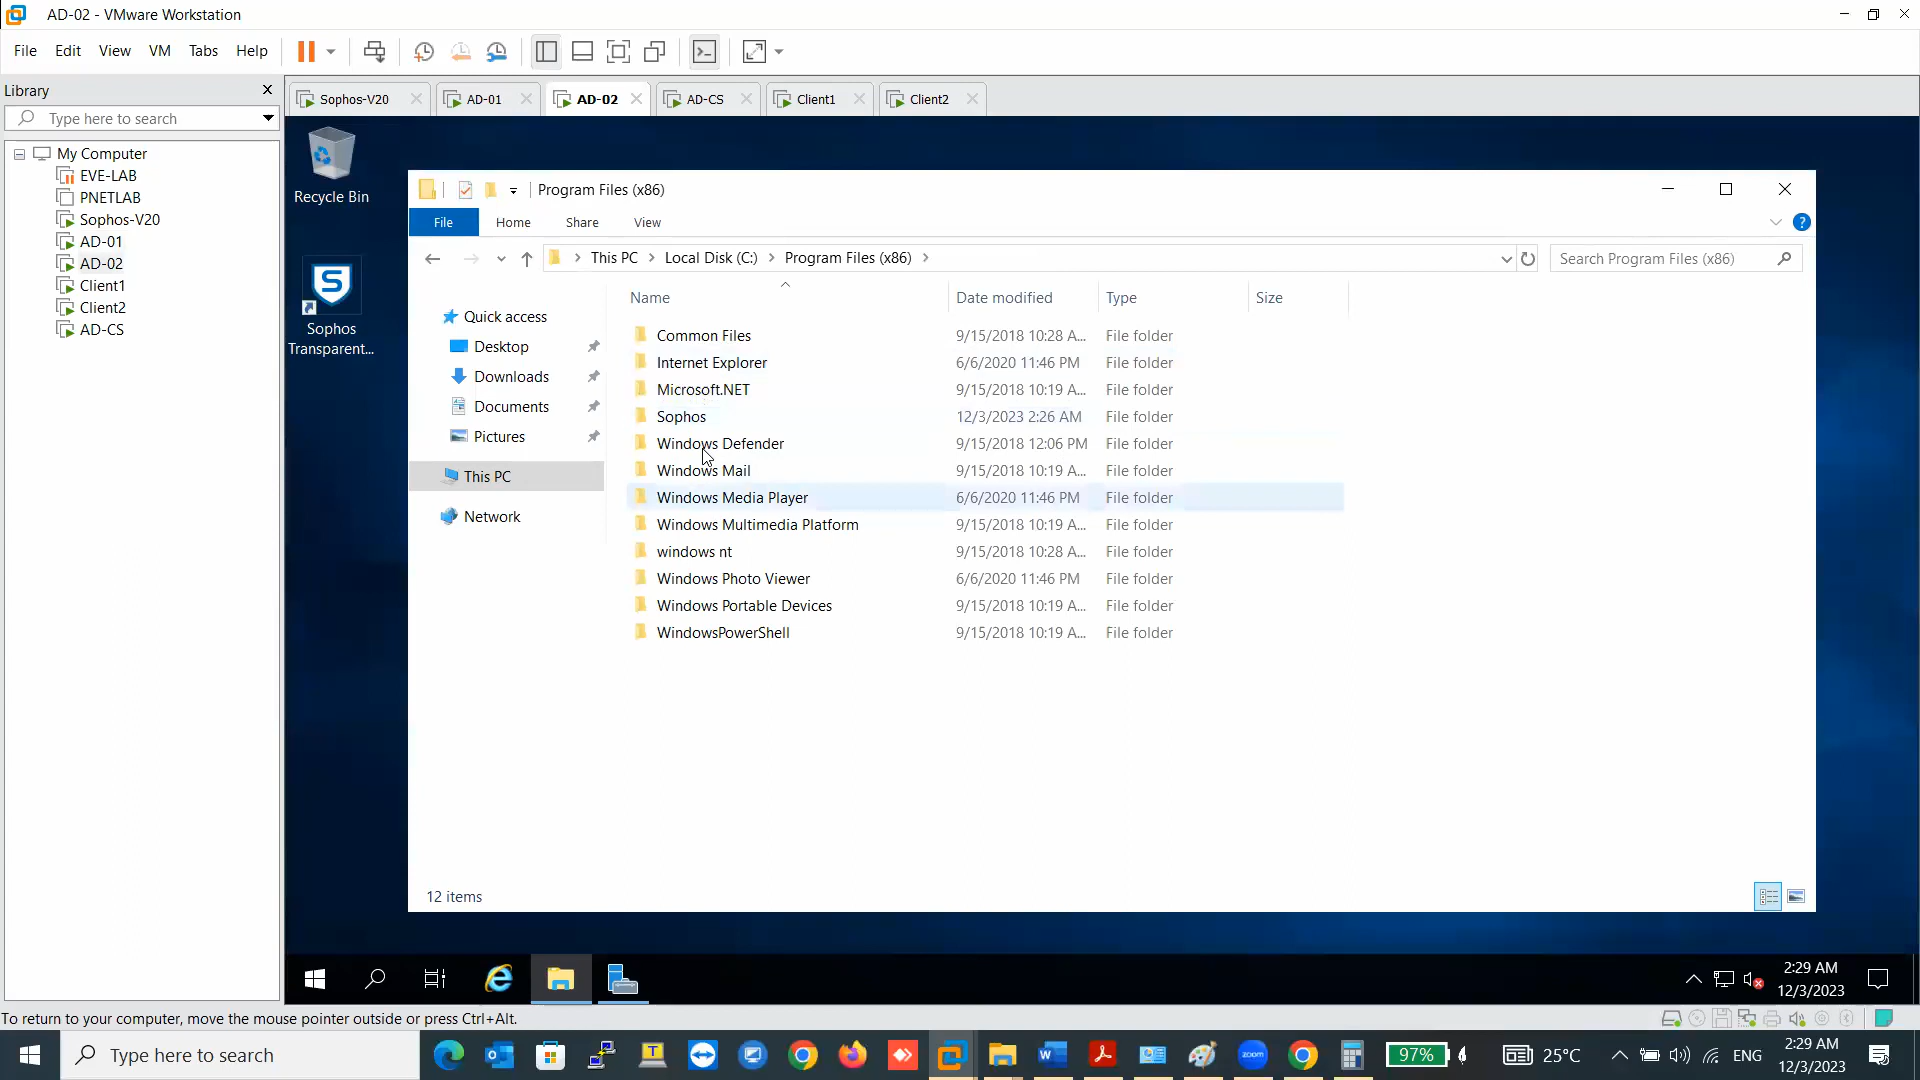 AD-02 - VMware Workstation
File Edit View VM Tabs Help
Library
Type here to search
My Computer
EVE-LAB
PNETLAB
Sophos-V20
AD-01
AD-02
Client1
Client2
AD-CS
Sophos-V20 AD-01 AD-02 AD-CS Client1 Client2
Recycle Bin
Sophos
Transparent...
Program Files (x86)
File Home Share View
This PC Local Disk (C:) Program Files (x86)
Search Program Files (x86)
Quick access
Desktop
Downloads
Documents
Pictures
This PC
Network
Name Date modified Type Size
Common Files 9/15/2018 10:28 A... File folder
Internet Explorer 6/6/2020 11:46 PM File folder
Microsoft.NET 9/15/2018 10:19 A... File folder
Sophos 12/3/2023 2:26 AM File folder
Windows Defender 9/15/2018 12:06 PM File folder
Windows Mail 9/15/2018 10:19 A... File folder
Windows Media Player 6/6/2020 11:46 PM File folder
Windows Multimedia Platform 9/15/2018 10:19 A... File folder
windows nt 9/15/2018 10:28 A... File folder
Windows Photo Viewer 6/6/2020 11:46 PM File folder
Windows Portable Devices 9/15/2018 10:19 A... File folder
WindowsPowerShell 9/15/2018 10:19 A... File folder
12 items
2:29 AM
12/3/2023
To return to your computer, move the mouse pointer outside or press Ctrl+Alt.
Type here to search
zoom
97%
25°C
ENG
2:29 AM
12/3/2023